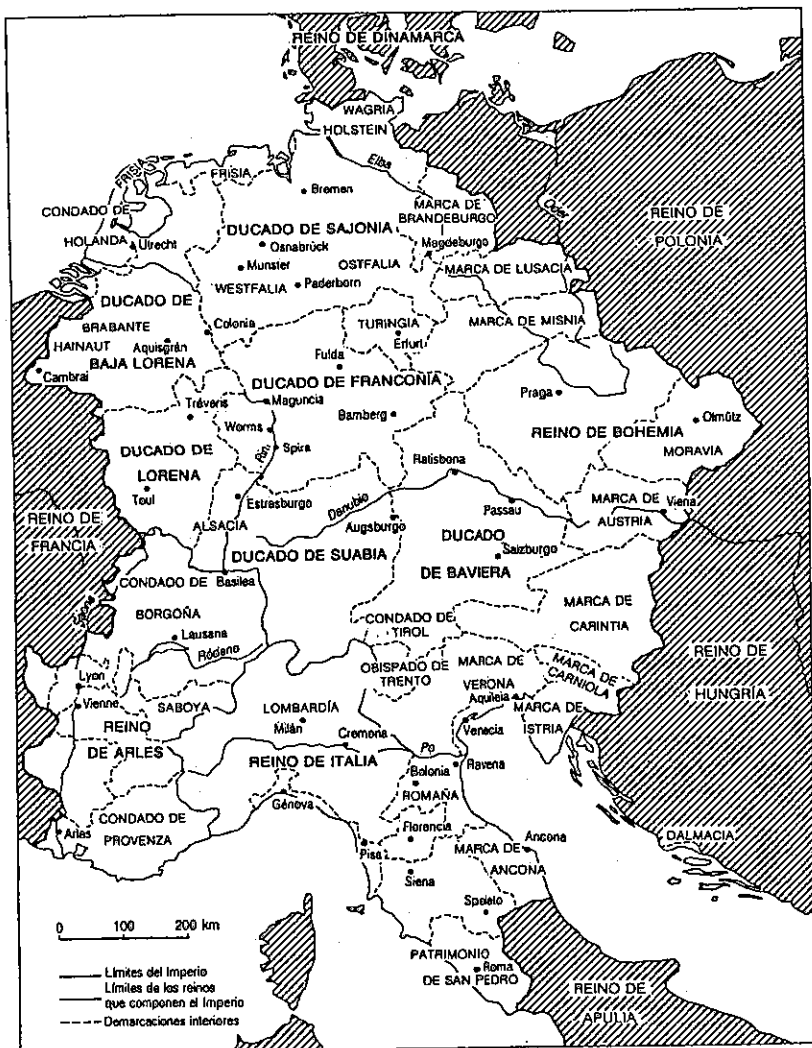 REINO DE DINAMARCA
WAGRIA
HOLSTEIN
Elba
FRISIA
FRISIA
Bremen
CONDADO DE
HOLANDA
Utrecht
MARCA DE
BRANDEBURGO
Magdeburgo
Oder
REINO DE
POLONIA
DUCADO DE SAJONIA
Osnabrück
Munster
OSTFALIA
WESTFALIA
Paderborn
MARCA DE LUSACIA
DUCADO DE
BRABANTE
HAINAUT
Aquisgrán
BAJA LORENA
Cambrai
Colonia
TURINGIA
Erfurt
MARCA DE MISNIA
Fulda
DUCADO DE FRANCONIA
Tréveris
Maguncia
Bamberg
Worms
Spira
Rin
Praga
Olmütz
REINO DE BOHEMIA
MORAVIA
DUCADO DE
LORENA
Toul
Ratisbona
Estrasburgo
ALSACIA
Danubio
Augsburgo
Passau
MARCA DE
AUSTRIA
Viena
REINO DE
FRANCIA
DUCADO DE SUABIA
DUCADO
Salzburgo
DE BAVIERA
CONDADO DE
Basilea
BORGOÑA
Lausana
Ródano
MARCA DE
CARINTIA
CONDADO DE
TIROL
OBISPADO DE
TRENTO
MARCA DE
VERONA
Aquileia
MARCA DE
CARNIOLA
MARCA DE
ISTRIA
REINO DE
HUNGRÍA
Lyon
Vienne
SABOYA
REINO
DE ARLES
LOMBARDÍA
Milán
Cremona
Po
Venecia
REINO DE ITALIA
Bolonia
Ravena
ROMAÑA
CONDADO DE
PROVENZA
Arlas
Génova
Florencia
Pisa
MARCA DE
ANCONA
Ancona
Siena
DALMACIA
Spoleto
PATRIMONIO
Roma
DE SAN PEDRO
REINO DE
APULIA
0 100 200 km
Límites del Imperio
Límites de los reinos
que componen el Imperio
Demarcaciones interiores